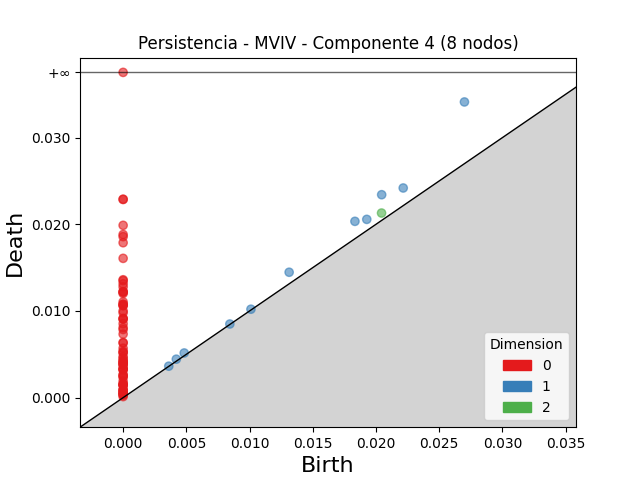 Persistencia - MVIV - Componente 4 (8 nodos)
+∞
0.030
0.020
0.010
0.000
Death
Dimension
0
1
2
0.000 0.005 0.010 0.015 0.020 0.025 0.030 0.035
Birth